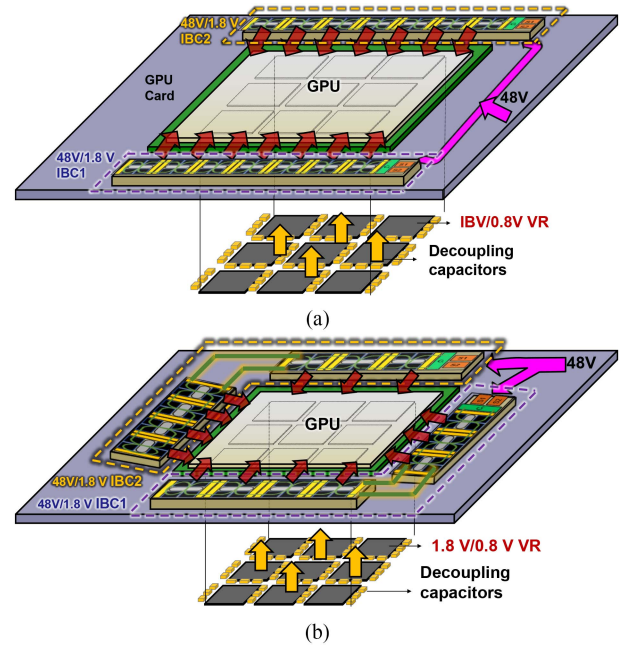 48V/1.8 V
IBC2
GPU
Card
GPU
48V
48V/1.8 V
IBC1
IBV/0.8V VR
Decoupling
capacitors
(a)
48V
GPU
48V/1.8 V IBC2
48V/1.8 V IBC1
1.8 V/0.8 V VR
Decoupling
capacitors
(b)